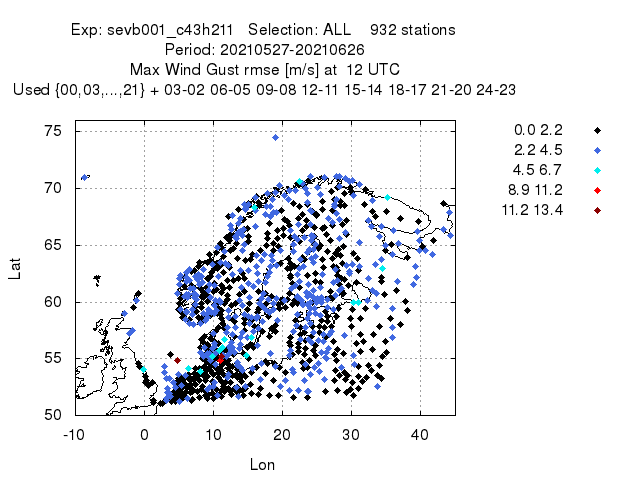 Exp: sevb001_c43h211   Selection: ALL    932 stations
Period: 20210527-20210626
Max Wind Gust rmse [m/s] at  12 UTC
Used {00,03,...,21} + 03-02 06-05 09-08 12-11 15-14 18-17 21-20 24-23
0.0 2.2
2.2 4.5
4.5 6.7
8.9 11.2
11.2 13.4
75
70
65
60
55
50
Lat
-10 0 10 20 30 40
Lon